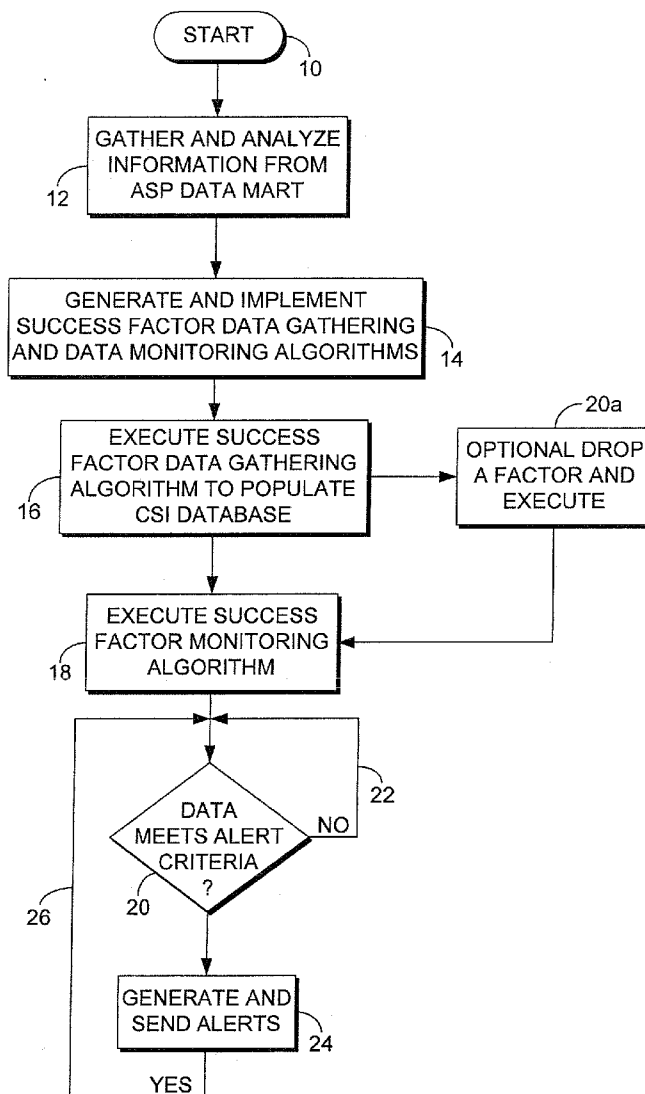 START
10
GATHER AND ANALYZE
INFORMATION FROM
ASP DATA MART
12
GENERATE AND IMPLEMENT
SUCCESS FACTOR DATA GATHERING
AND DATA MONITORING ALGORITHMS
14
EXECUTE SUCCESS
FACTOR DATA GATHERING
ALGORITHM TO POPULATE
CSI DATABASE
16
20a
OPTIONAL DROP
A FACTOR AND
EXECUTE
EXECUTE SUCCESS
FACTOR MONITORING
ALGORITHM
18
DATA
MEETS ALERT
CRITERIA
?
20
NO
22
26
GENERATE AND
SEND ALERTS
24
YES